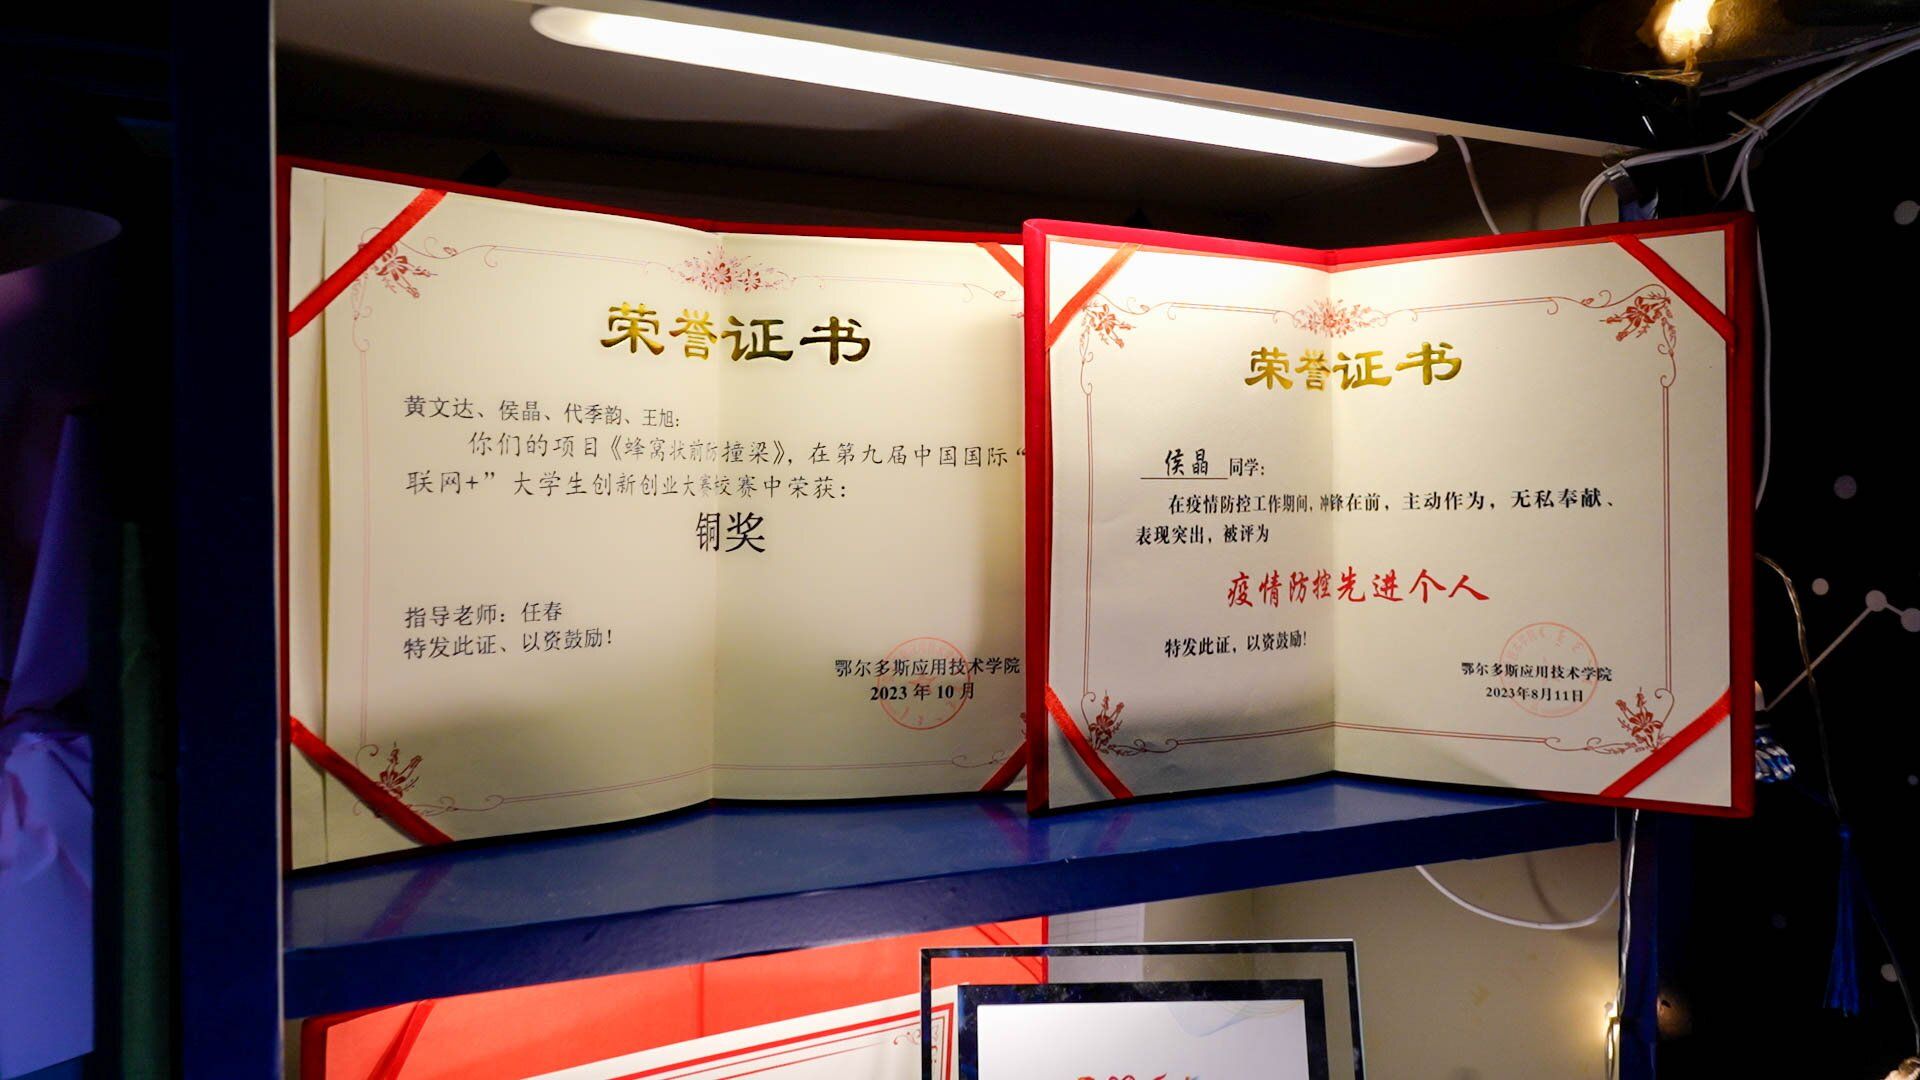 荣誉证书
黄文达、侯晶、代季韵、王旭:
你们的项目《蜂窝状前防撞梁》,在第九届中国国际“
联网+”大学生创新创业大赛校赛中荣获:
铜奖
指导老师:任春
特发此证、以资鼓励!
鄂尔多斯应用技术学院
2023 年 10 月
荣誉证书
侯晶 同学:
在疫情防控工作期间,冲锋在前,主动作为,无私奉献、
表现突出,被评为
疫情防控先进个人
特发此证,以资鼓励!
鄂尔多斯应用技术学院
2023年8月11日